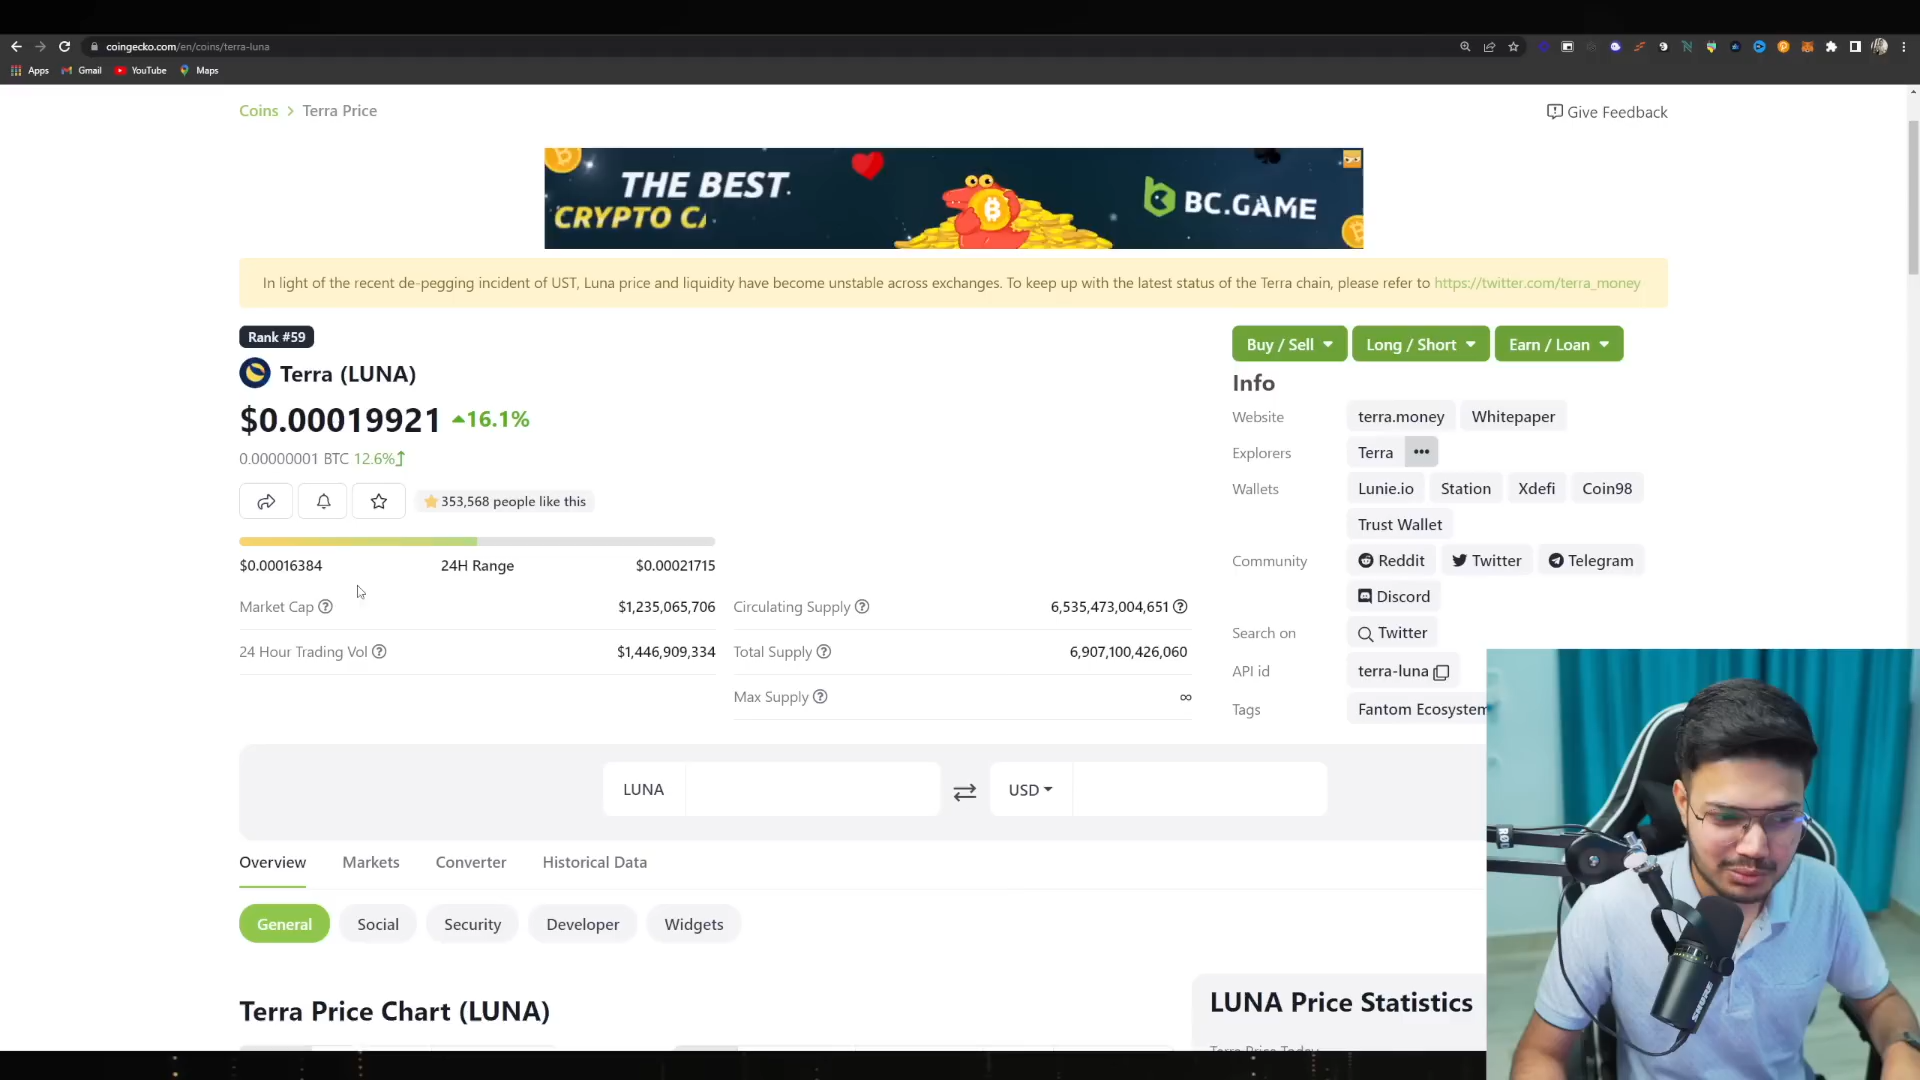 coingecko.com/en/coins/terra-luna
Apps Gmail YouTube Maps
Coins > Terra Price
Give Feedback
THE BEST
CRYPTO
BC.GAME
In light of the recent de-pegging incident of UST, Luna price and liquidity have become unstable across exchanges. To keep up with the latest status of the Terra chain, please refer to https://twitter.com/terra_money
Rank #59
Terra (LUNA)
$0.00019921 16.1%
0.00000001 BTC 12.6%
353,568 people like this
$0.00016384 24H Range $0.00021715
Market Cap $1,235,065,706
24 Hour Trading Vol $1,446,909,334
Circulating Supply 6,535,473,004,651
Total Supply 6,907,100,426,060
Max Supply ∞
Buy / Sell Long / Short Earn / Loan
Info
Website terra.money Whitepaper
Explorers Terra •••
Wallets Lunie.io Station Xdefi Coin98
Trust Wallet
Community Reddit Twitter Telegram
Discord
Search on Twitter
API id terra-luna
Tags Fantom Ecosystem
LUNA USD
Overview Markets Converter Historical Data
General Social Security Developer Widgets
Terra Price Chart (LUNA)
LUNA Price Statistics
Terra Price Today
SHURE